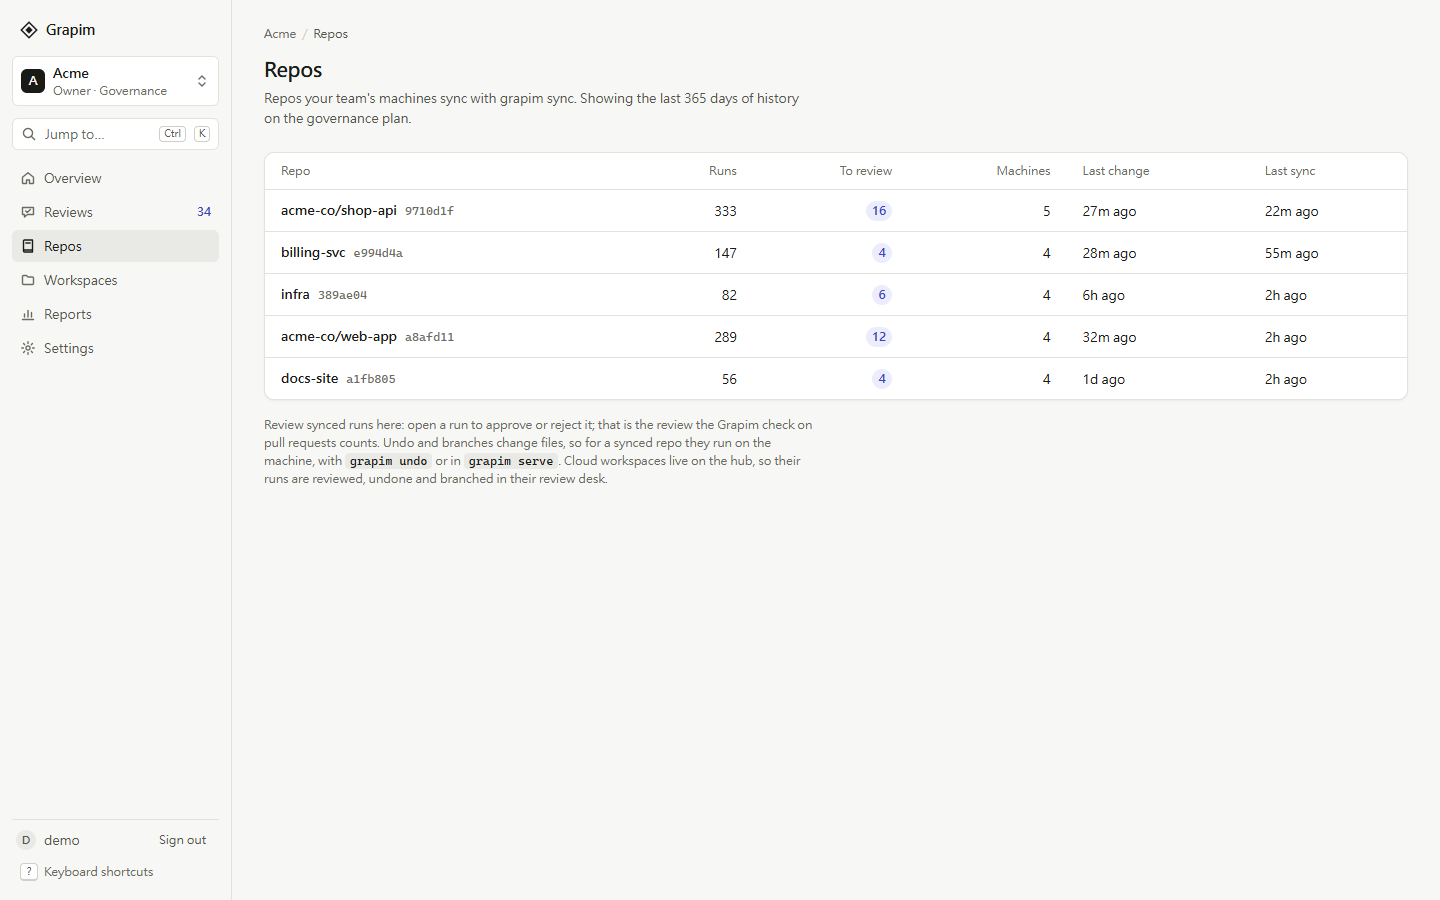 Grapim
A
Acme
Owner · Governance
Jump to...
Ctrl
K
Overview
Reviews 34
Repos
Workspaces
Reports
Settings
D demo Sign out
? Keyboard shortcuts
Acme / Repos
Repos
Repos your team's machines sync with grapim sync. Showing the last 365 days of history
on the governance plan.
Repo Runs To review Machines Last change Last sync
acme-co/shop-api 9710d1f 333 16 5 27m ago 22m ago
billing-svc e994d4a 147 4 4 28m ago 55m ago
infra 389ae04 82 6 4 6h ago 2h ago
acme-co/web-app a8afd11 289 12 4 32m ago 2h ago
docs-site a1fb805 56 4 4 1d ago 2h ago
Review synced runs here: open a run to approve or reject it; that is the review the Grapim check on
pull requests counts. Undo and branches change files, so for a synced repo they run on the
machine, with grapim undo or in grapim serve. Cloud workspaces live on the hub, so their
runs are reviewed, undone and branched in their review desk.